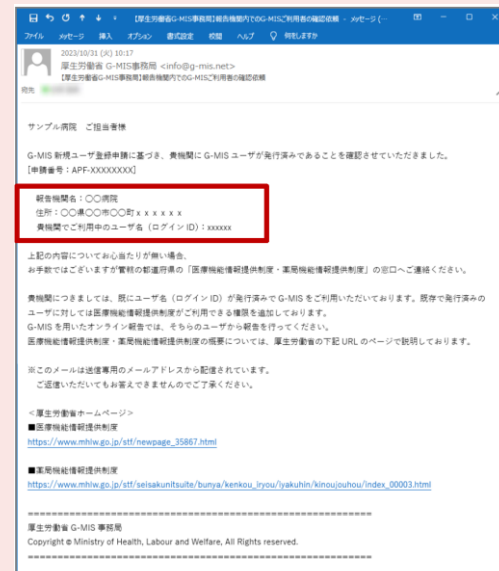 【厚生労働省G-MIS事務局】報告機関内でのG-MISご利用者の確認依頼 - メッセージ (…
ファイル メッセージ 挿入 オプション 書式設定 校閲 ヘルプ 何をしますか
2023/10/31 (火) 10:17
厚生労働省 G-MIS事務局 <info@g-mis.net>
【厚生労働省G-MIS事務局】報告機関内でのG-MISご利用者の確認依頼
宛先
サンプル病院 ご担当者様
G-MIS 新規ユーザ登録申請に基づき、貴機関に G-MIS ユーザが発行済みであることを確認させていただきました。
[申請番号：APF-XXXXXXXX]
報告機関名：〇〇病院
住所：〇〇県〇〇市〇〇町ｘｘｘｘｘｘ
貴機関でご利用中のユーザ名（ログイン ID）：xxxxxx
上記の内容についてお心当たりが無い場合、
お手数ではございますが管轄の都道府県の「医療機能情報提供制度・薬局機能情報提供制度」の窓口へご連絡ください。
貴機関につきましては、既にユーザ名（ログイン ID）が発行済みで G-MIS をご利用いただいております。既存で発行済みの
ユーザに対しては医療機能情報提供制度がご利用できる権限を追加しております。
G-MIS を用いたオンライン報告では、そちらのユーザから報告を行ってください。
医療機能情報提供制度・薬局機能情報提供制度の概要については、厚生労働省の下記 URL のページで説明しております。
※このメールは送信専用のメールアドレスから配信されています。
ご返信いただいてもお答えできませんのでご了承ください。
＜厚生労働省ホームページ＞
■医療機能情報提供制度
https://www.mhlw.go.jp/stf/newpage_35867.html
■薬局機能情報提供制度
https://www.mhlw.go.jp/stf/seisakunitsuite/bunya/kenkou_iryou/iyakuhin/kinoujouhou/index_00003.html
================================================================
厚生労働省 G-MIS 事務局
Copyright © Ministry of Health, Labour and Welfare, All Rights reserved.
================================================================